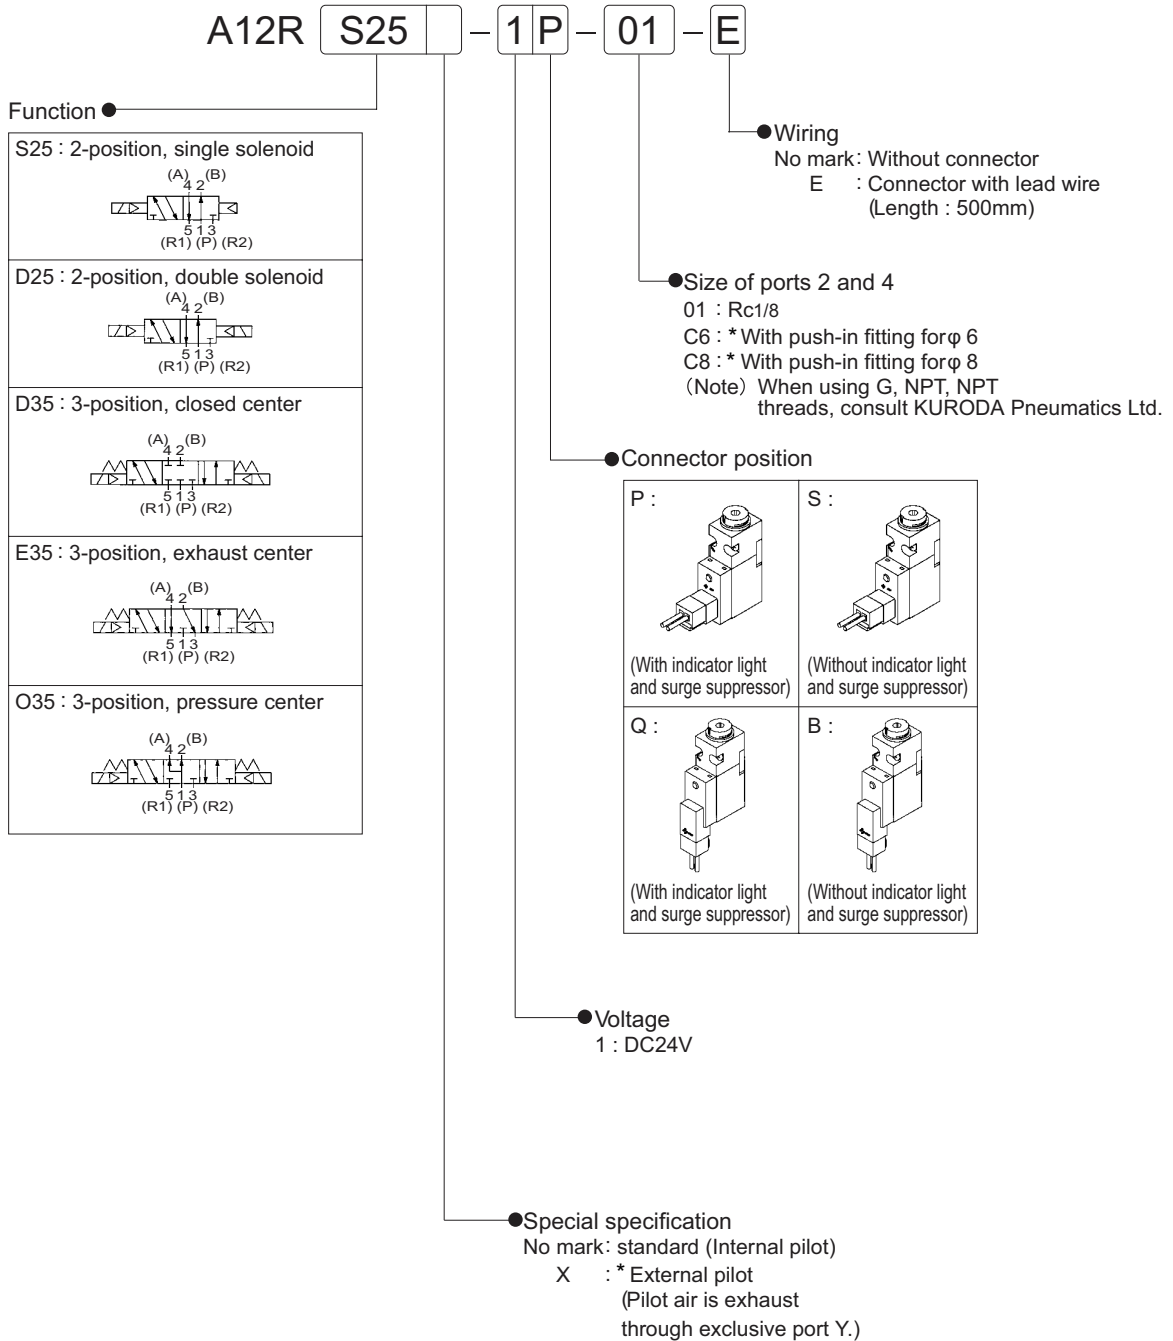 A12R S25 – 1 P – 01 – E
Function
S25 : 2-position, single solenoid
(A) (B)
4 2
5 1 3
(R1) (P) (R2)
D25 : 2-position, double solenoid
(A) (B)
4 2
5 1 3
(R1) (P) (R2)
D35 : 3-position, closed center
(A) (B)
4 2
5 1 3
(R1) (P) (R2)
E35 : 3-position, exhaust center
(A) (B)
4 2
5 1 3
(R1) (P) (R2)
O35 : 3-position, pressure center
(A) (B)
4 2
5 1 3
(R1) (P) (R2)
Wiring
No mark : Without connector
E : Connector with lead wire
(Length : 500mm)
Size of ports 2 and 4
01 : Rc1/8
C6 : * With push-in fitting forφ 6
C8 : * With push-in fitting forφ 8
(Note) When using G, NPT, NPT
threads, consult KURODA Pneumatics Ltd.
Connector position
P :
(With indicator light
and surge suppressor)
S :
(Without indicator light
and surge suppressor)
Q :
(With indicator light
and surge suppressor)
B :
(Without indicator light
and surge suppressor)
Voltage
1 : DC24V
Special specification
No mark : standard (Internal pilot)
X : * External pilot
(Pilot air is exhaust
through exclusive port Y.)